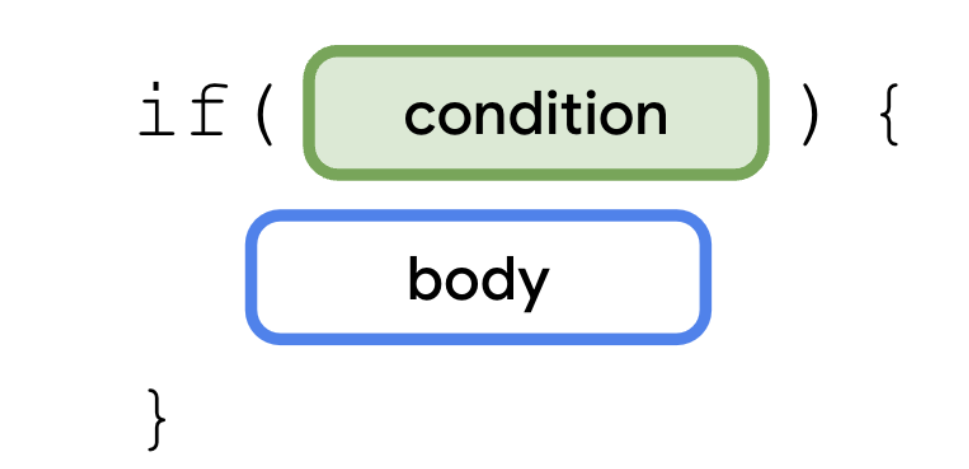 if( condition ) {
body
}